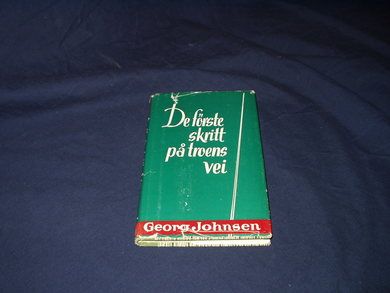 De første
skritt
på troens
vei
Georg Johnsen